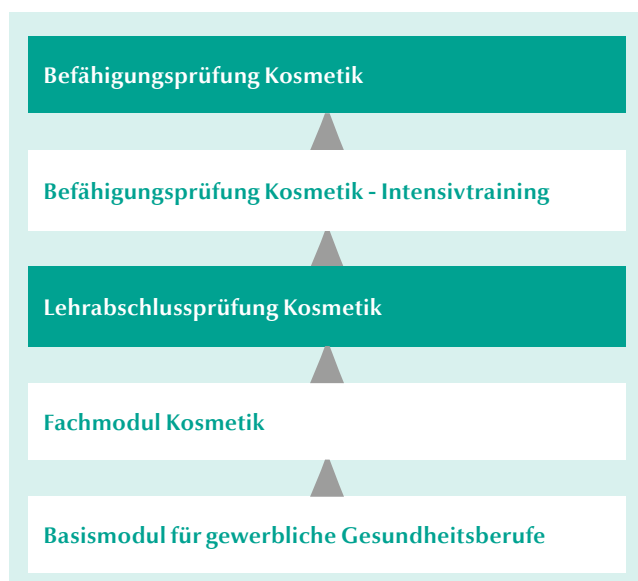 Befähigungsprüfung Kosmetik
Befähigungsprüfung Kosmetik - Intensivtraining
Lehrabschlussprüfung Kosmetik
Fachmodul Kosmetik
Basismodul für gewerbliche Gesundheitsberufe